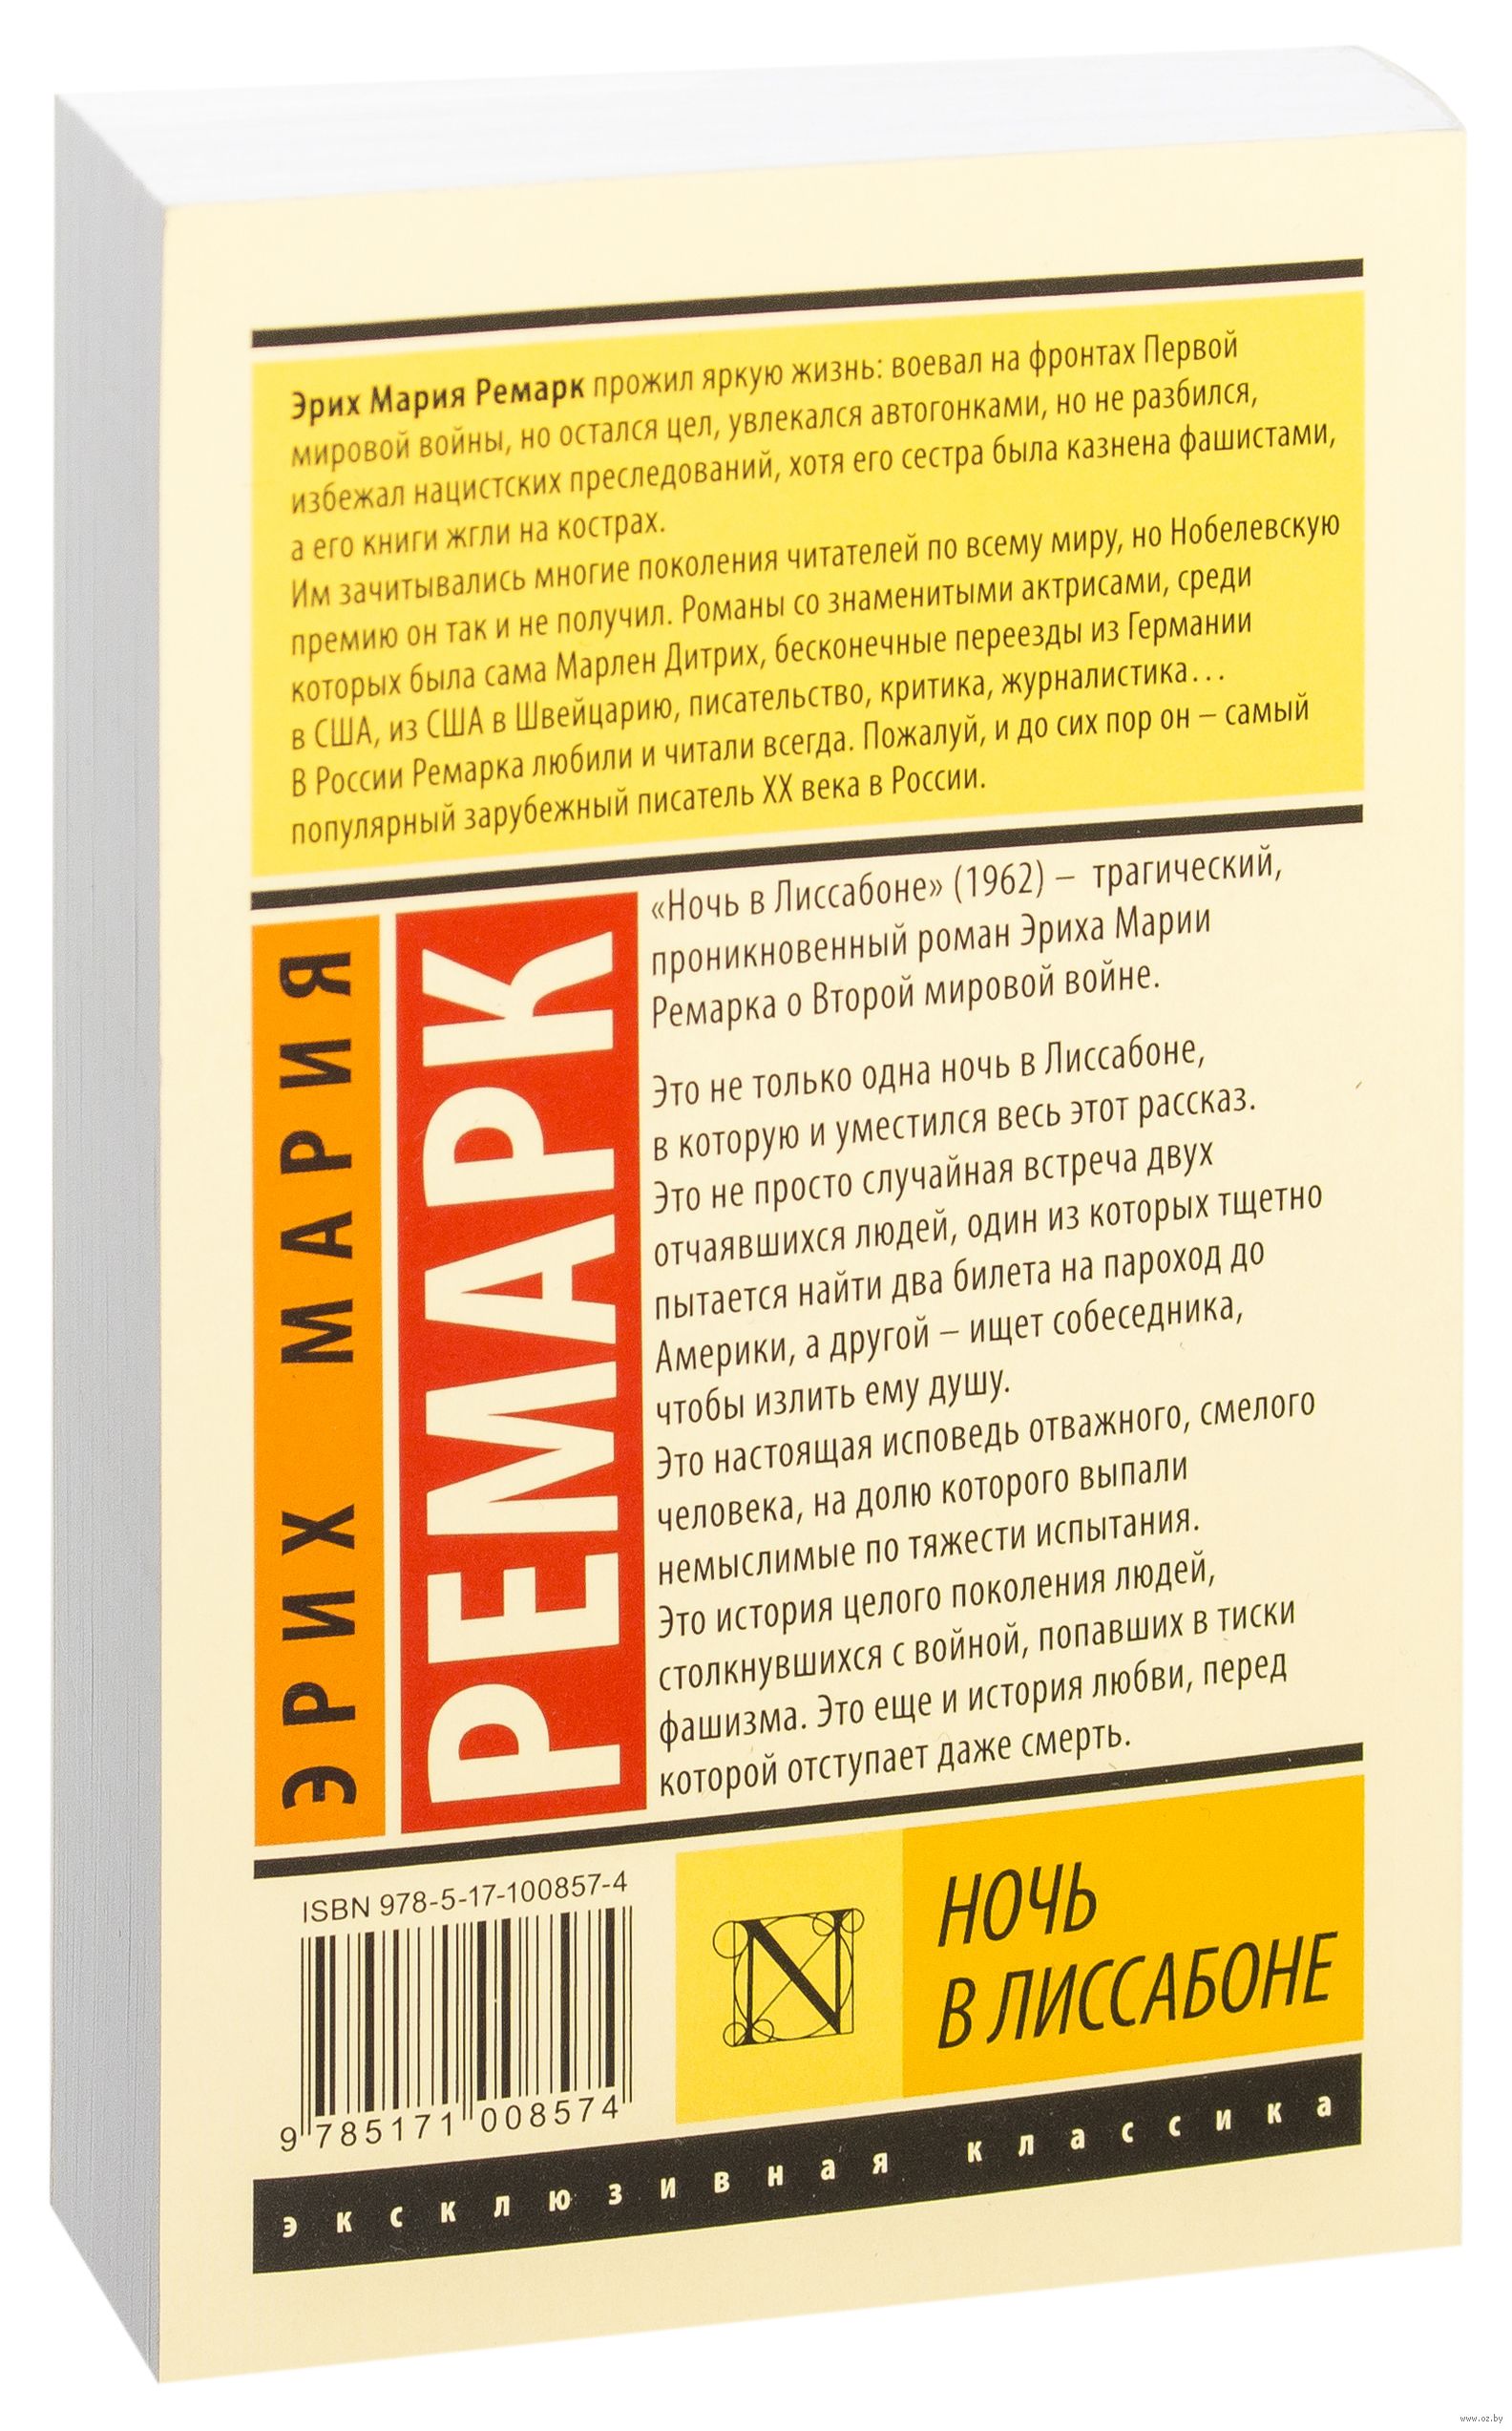 Эрих Мария Ремарк прожил яркую жизнь: воевал на фронтах Первой
мировой войны, но остался цел, увлекался автогонками, но не разбился,
избежал нацистских преследований, хотя его сестра была казнена фашистами,
а его книги жгли на кострах.
Им зачитывались многие поколения читателей по всему миру, но Нобелевскую
премию он так и не получил. Романы со знаменитыми актрисами, среди
которых была сама Марлен Дитрих, бесконечные переезды из Германии
в США, из США в Швейцарию, писательство, критика, журналистика...
В России Ремарка любили и читали всегда. Пожалуй, и до сих пор он – самый
популярный зарубежный писатель XX века в России.
ЭРИХ МАРИЯ
РЕМАРК
«Ночь в Лиссабоне» (1962) – трагический,
проникновенный роман Эриха Марии
Ремарка о Второй мировой войне.
Это не только одна ночь в Лиссабоне,
в которую и уместился весь этот рассказ.
Это не просто случайная встреча двух
отчаявшихся людей, один из которых тщетно
пытается найти два билета на пароход до
Америки, а другой – ищет собеседника,
чтобы излить ему душу.
Это настоящая исповедь отважного, смелого
человека, на долю которого выпали
немыслимые по тяжести испытания.
Это история целого поколения людей,
столкнувшихся с войной, попавших в тиски
фашизма. Это еще и история любви, перед
которой отступает даже смерть.
ISBN 978-5-17-100857-4
9 785171 008574
N
НОЧЬ
В ЛИССАБОНЕ
эксклюзивная классика
www.oz.by